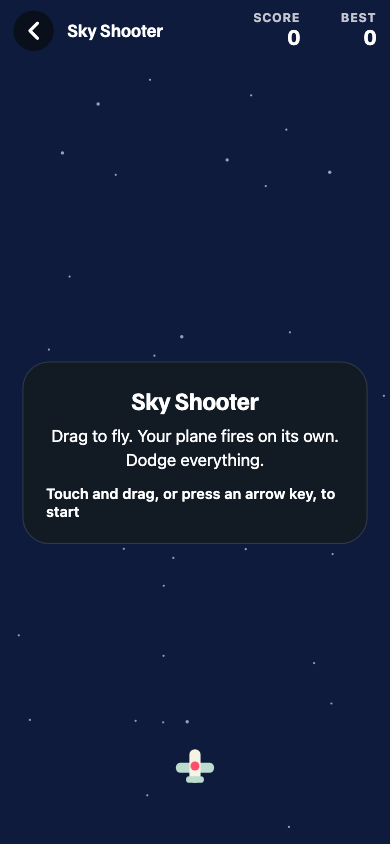 Sky Shooter
SCORE
0
BEST
0
Sky Shooter
Drag to fly. Your plane fires on its own.
Dodge everything.
Touch and drag, or press an arrow key, to
start